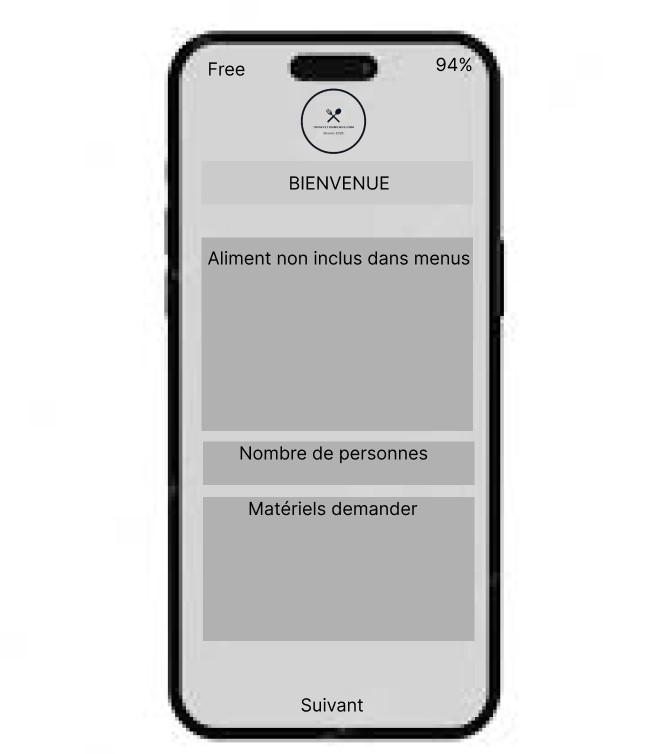 Free
94%
BIENVENUE
Aliment non inclus dans menus
Nombre de personnes
Matériels demander
Suivant